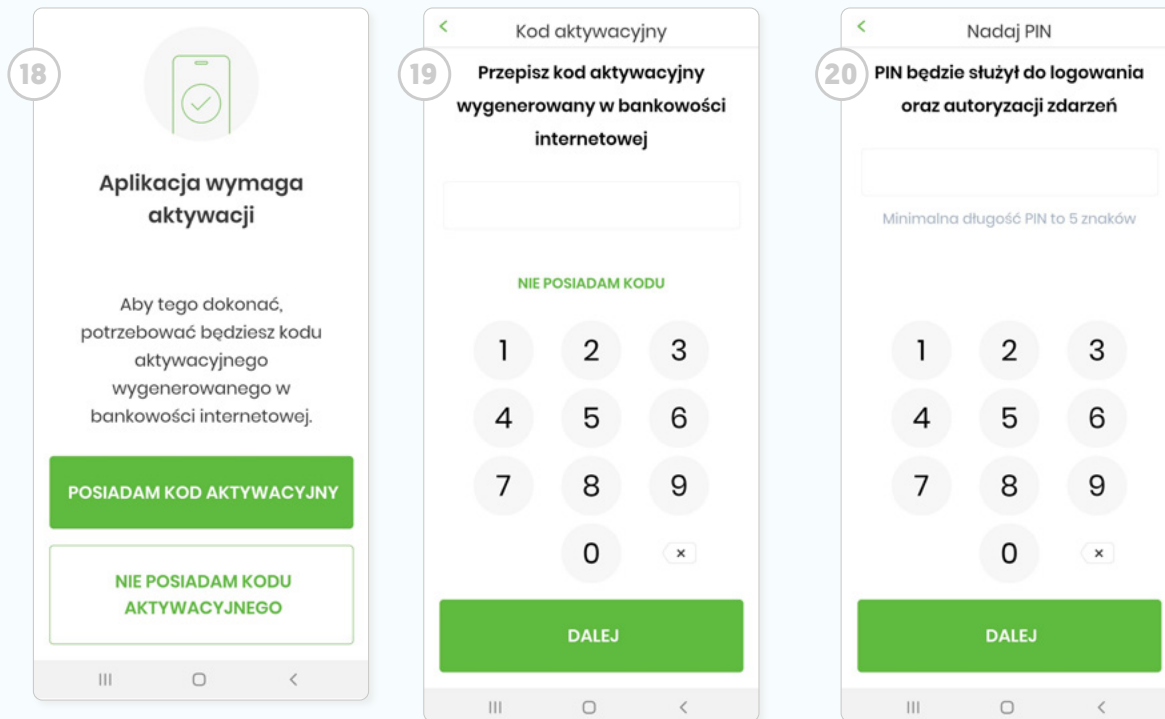 18
Aplikacja wymaga
aktywacji
Aby tego dokonać,
potrzebować będziesz kodu
aktywacyjnego
wygenerowanego w
bankowości internetowej.
POSIADAM KOD AKTYWACYJNY
NIE POSIADAM KODU
AKTYWACYJNEGO
Kod aktywacyjny
19
Przepisz kod aktywacyjny
wygenerowany w bankowości
internetowej
NIE POSIADAM KODU
1 2 3
4 5 6
7 8 9
0
DALEJ
Nadaj PIN
20
PIN będzie służył do logowania
oraz autoryzacji zdarzeń
Minimalna długość PIN to 5 znaków
1 2 3
4 5 6
7 8 9
0
DALEJ